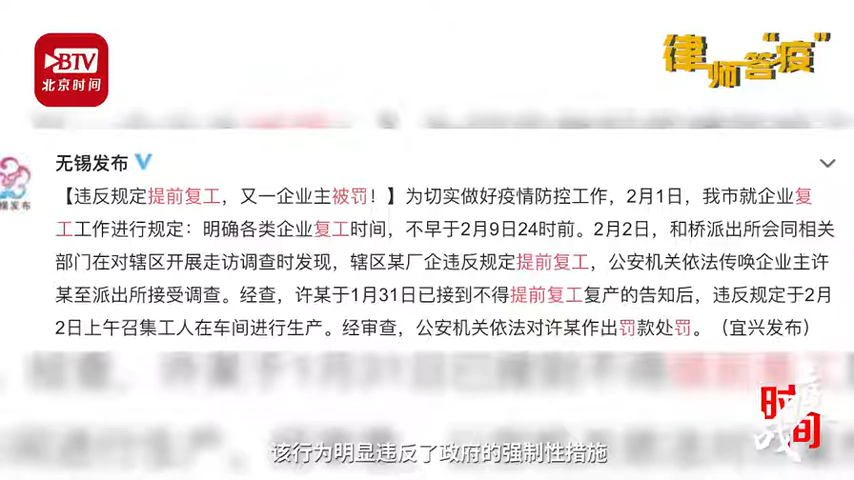 BTV
北京时间
律师答"疫"
无锡发布
【违反规定提前复工，又一企业主被罚！】为切实做好疫情防控工作，2月1日，我市就企业复
工工作进行规定：明确各类企业复工时间，不早于2月9日24时前。2月2日，和桥派出所会同相关
部门在对辖区开展走访调查时发现，辖区某厂企违反规定提前复工，公安机关依法传唤企业主许
某至派出所接受调查。经查，许某于1月31日已接到不得提前复工复产的告知后，违反规定于2月
2日上午召集工人在车间进行生产。经审查，公安机关依法对许某作出罚款处罚。（宜兴发布）
时间
战疫
该行为明显违反了政府的强制性措施